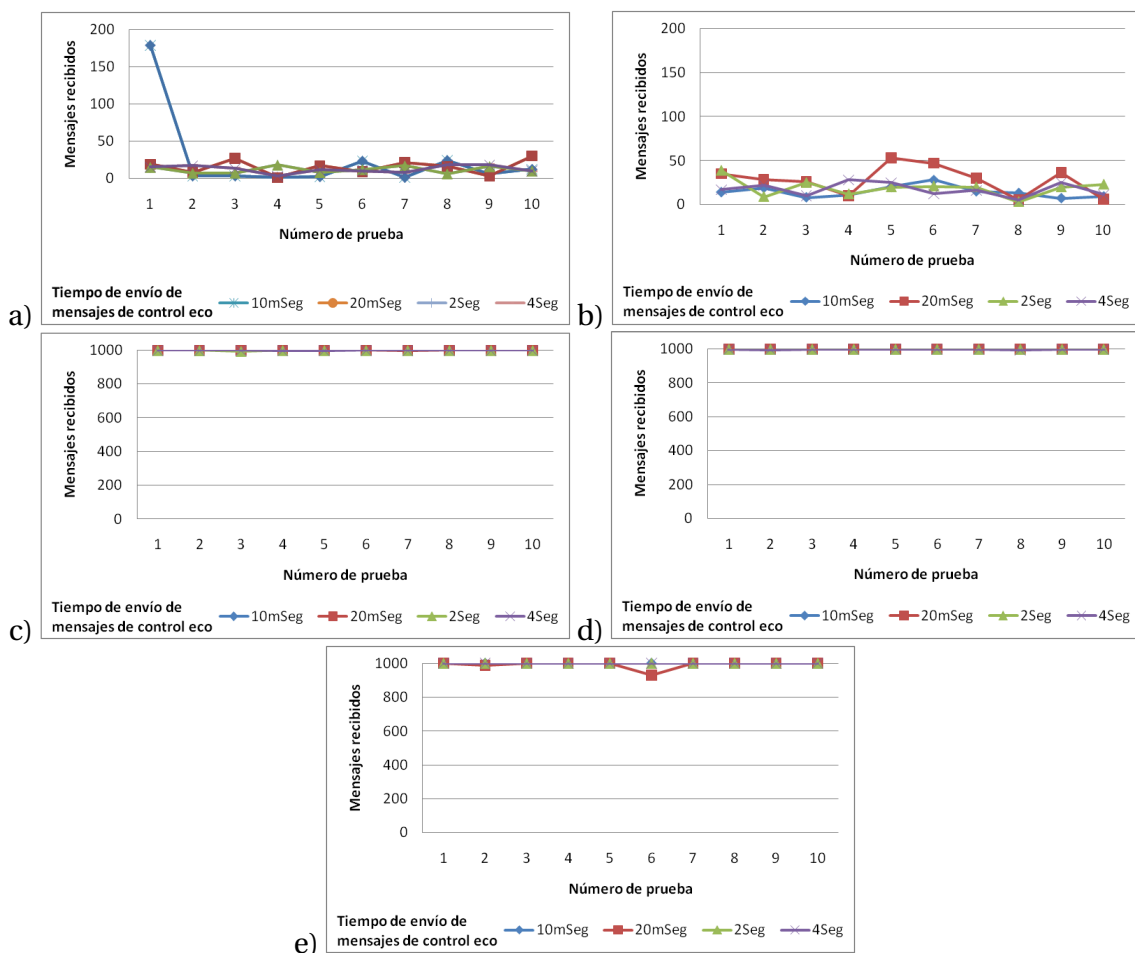 200
150
100
50
0
Mensajes recibidos
1 2 3 4 5 6 7 8 9 10
Número de prueba
Tiempo de envío de
mensajes de control eco
10mSeg 20mSeg 2Seg 4Seg
a)
200
150
100
50
0
Mensajes recibidos
1 2 3 4 5 6 7 8 9 10
Número de prueba
Tiempo de envío de
mensajes de control eco
10mSeg 20mSeg 2Seg 4Seg
b)
1000
800
600
400
200
0
Mensajes recibidos
1 2 3 4 5 6 7 8 9 10
Número de prueba
Tiempo de envío de
mensajes de control eco
10mSeg 20mSeg 2Seg 4Seg
c)
1000
800
600
400
200
0
Mensajes recibidos
1 2 3 4 5 6 7 8 9 10
Número de prueba
Tiempo de envío de
mensajes de control eco
10mSeg 20mSeg 2Seg 4Seg
d)
1000
800
600
400
200
0
Mensajes recibidos
1 2 3 4 5 6 7 8 9 10
Número de prueba
Tiempo de envío de
mensajes de control eco
10mSeg 20mSeg 2Seg 4Seg
e)